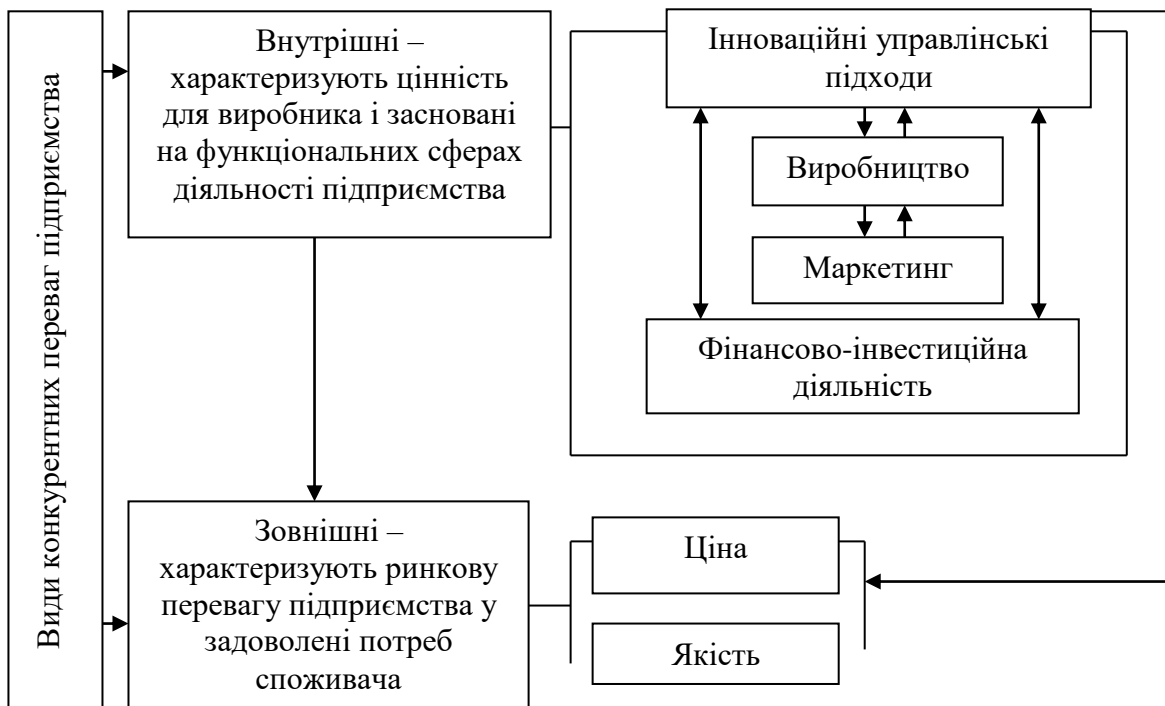 Види конкурентних переваг підприємства
Внутрішні –
характеризують цінність
для виробника і засновані
на функціональних сферах
діяльності підприємства
Інноваційні управлінські
підходи
Виробництво
Маркетинг
Фінансово-інвестиційна
діяльність
Зовнішні –
характеризують ринкову
перевагу підприємства у
задоволені потреб
споживача
Ціна
Якість